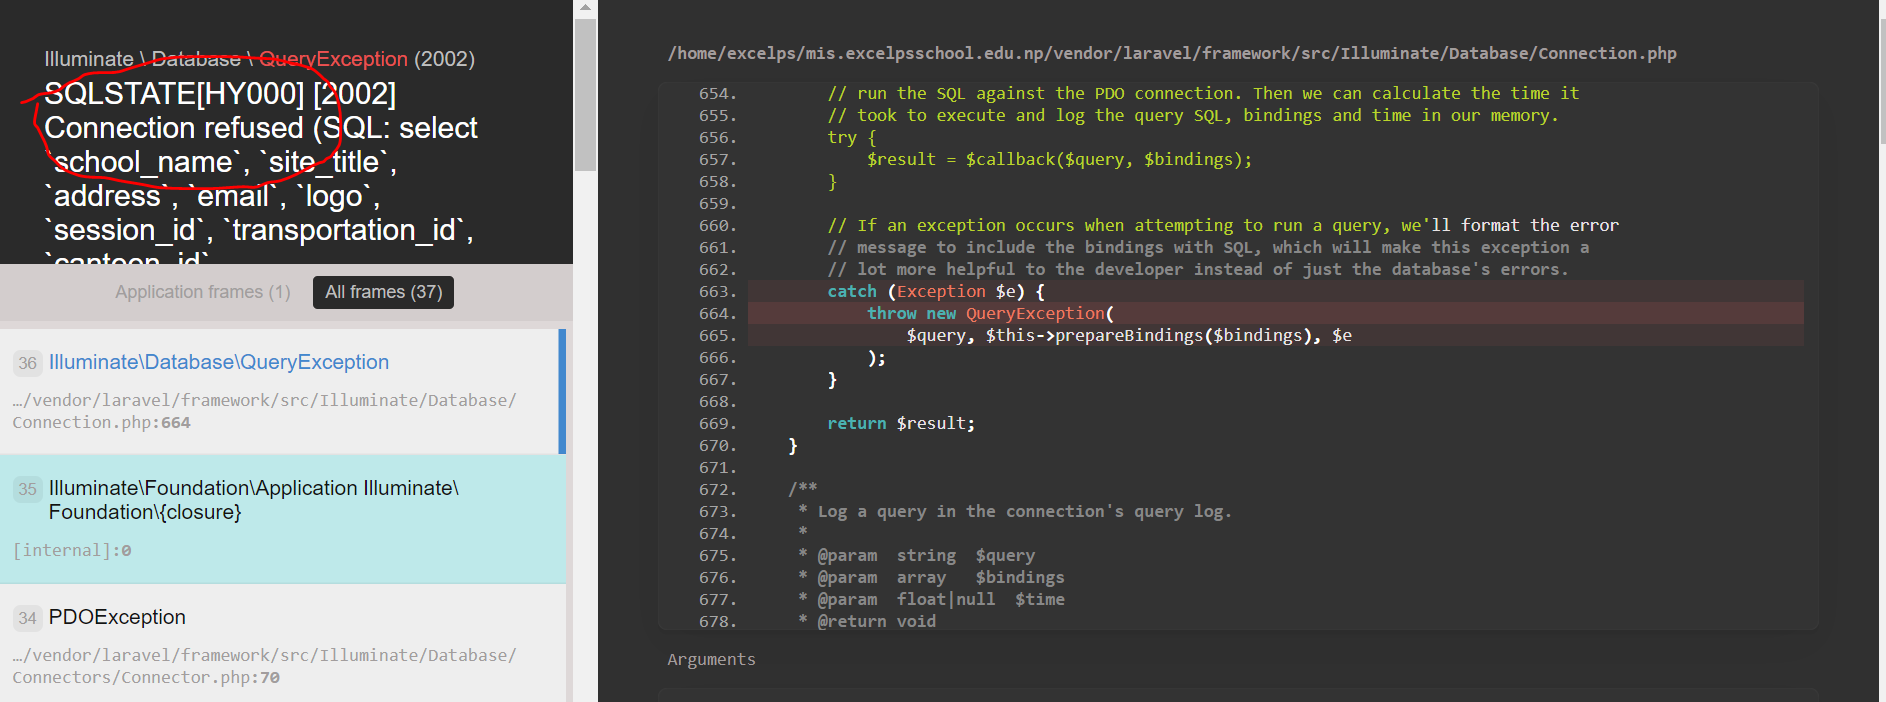 Illuminate \ Database \ QueryException (2002)
SQLSTATE[HY000] [2002]
Connection refused (SQL: select
`school_name`, `site_title`,
`address`, `email`, `logo`,
`session_id`, `transportation_id`,
`canteen_id`
Application frames (1) All frames (37)
36 Illuminate\Database\QueryException
…/vendor/laravel/framework/src/Illuminate/Database/
Connection.php:664
35 Illuminate\Foundation\Application Illuminate\
Foundation\{closure}
[internal]:0
34 PDOException
…/vendor/laravel/framework/src/Illuminate/Database/
Connectors/Connector.php:70
/home/excelps/mis.excelpsschool.edu.np/vendor/laravel/framework/src/Illuminate/Database/Connection.php
654. // run the SQL against the PDO connection. Then we can calculate the time it
655. // took to execute and log the query SQL, bindings and time in our memory.
656. try {
657. $result = $callback($query, $bindings);
658. }
659.
660. // If an exception occurs when attempting to run a query, we'll format the error
661. // message to include the bindings with SQL, which will make this exception a
662. // lot more helpful to the developer instead of just the database's errors.
663. catch (Exception $e) {
664. throw new QueryException(
665. $query, $this->prepareBindings($bindings), $e
666. );
667. }
668.
669. return $result;
670. }
671.
672. /**
673. * Log a query in the connection's query log.
674. *
675. * @param string $query
676. * @param array $bindings
677. * @param float|null $time
678. * @return void
Arguments